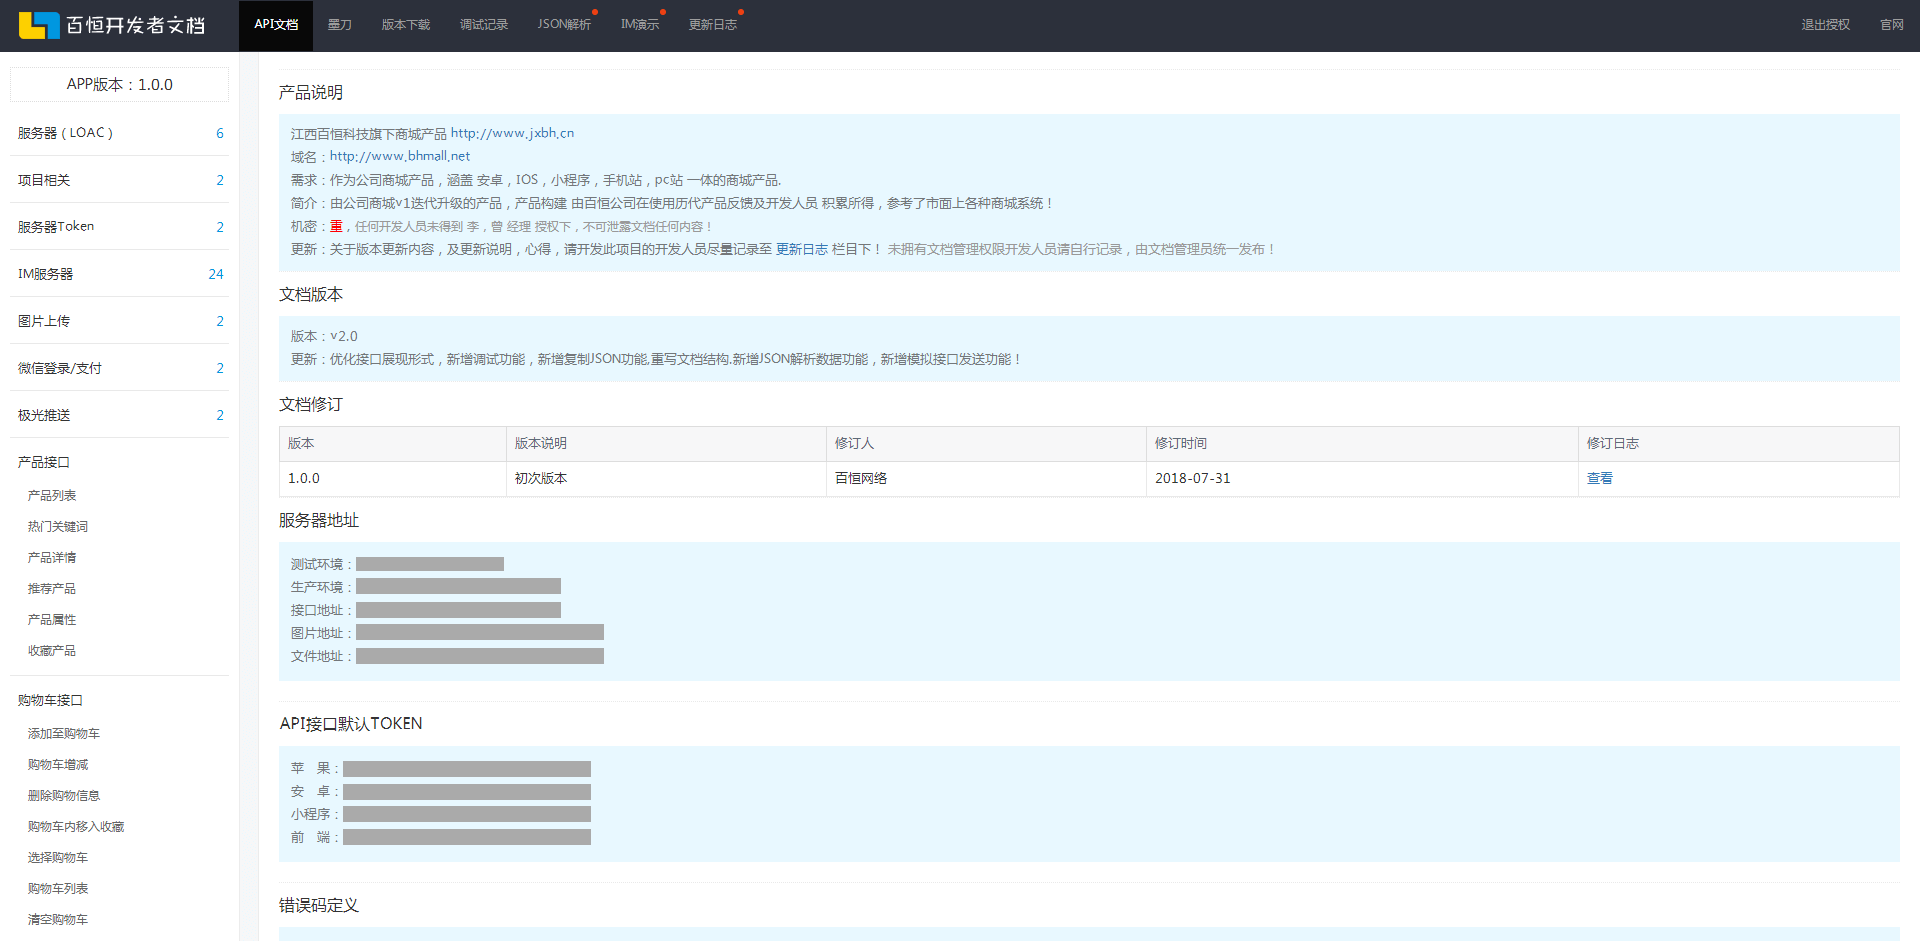 百恒开发者文档
API文档
墨刀
版本下载
调试记录
JSON解析
IM演示
更新日志
退出授权
官网
APP版本：1.0.0
服务器（LOAC） 6
项目相关 2
服务器Token 2
IM服务器 24
图片上传 2
微信登录/支付 2
极光推送 2
产品接口
产品列表
热门关键词
产品详情
推荐产品
产品属性
收藏产品
购物车接口
添加至购物车
购物车增减
删除购物信息
购物车内移入收藏
选择购物车
购物车列表
清空购物车
产品说明
江西百恒科技旗下商城产品 http://www.jxbh.cn
域名：http://www.bhmall.net
需求：作为公司商城产品，涵盖 安卓，IOS，小程序，手机站，pc站 一体的商城产品.
简介：由公司商城v1迭代升级的产品，产品构建 由百恒公司在使用历代产品反馈及开发人员 积累所得，参考了市面上各种商城系统！
机密：重，任何开发人员未得到 李，曾 经理 授权下，不可泄露文档任何内容！
更新：关于版本更新内容，及更新说明，心得，请开发此项目的开发人员尽量记录至 更新日志 栏目下！ 未拥有文档管理权限开发人员请自行记录，由文档管理员统一发布！
文档版本
版本：v2.0
更新：优化接口展现形式，新增调试功能，新增复制JSON功能,重写文档结构.新增JSON解析数据功能，新增模拟接口发送功能！
文档修订
版本 版本说明 修订人 修订时间 修订日志
1.0.0 初次版本 百恒网络 2018-07-31 查看
服务器地址
测试环境：
生产环境：
接口地址：
图片地址：
文件地址：
API接口默认TOKEN
苹 果：
安 卓：
小程序：
前 端：
错误码定义